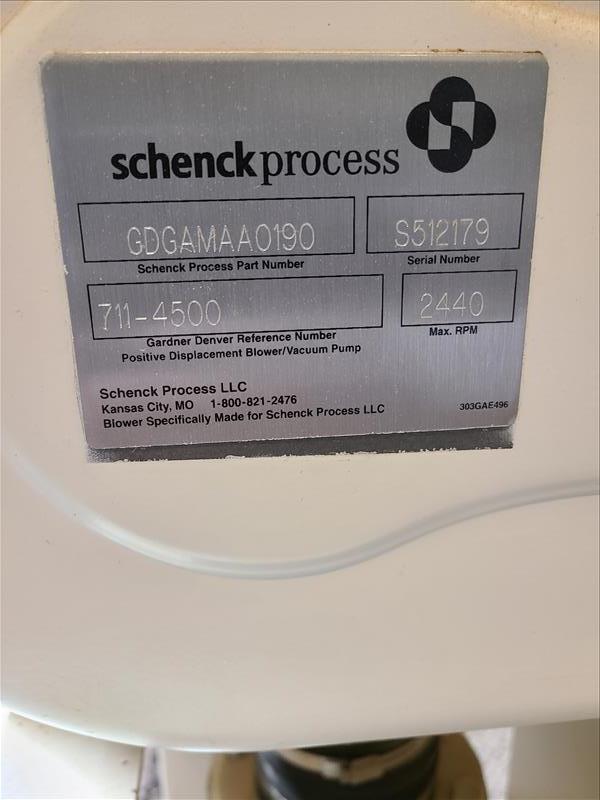 schenckprocess
GDGAMAA0190
S512179
Schenck Process Part Number
Serial Number
711-4500
2440
Gardner Denver Reference Number
Max. RPM
Positive Displacement Blower/Vacuum Pump
Schenck Process LLC
Kansas City, MO 1-800-821-2476
Blower Specifically Made for Schenck Process LLC
303GAE496